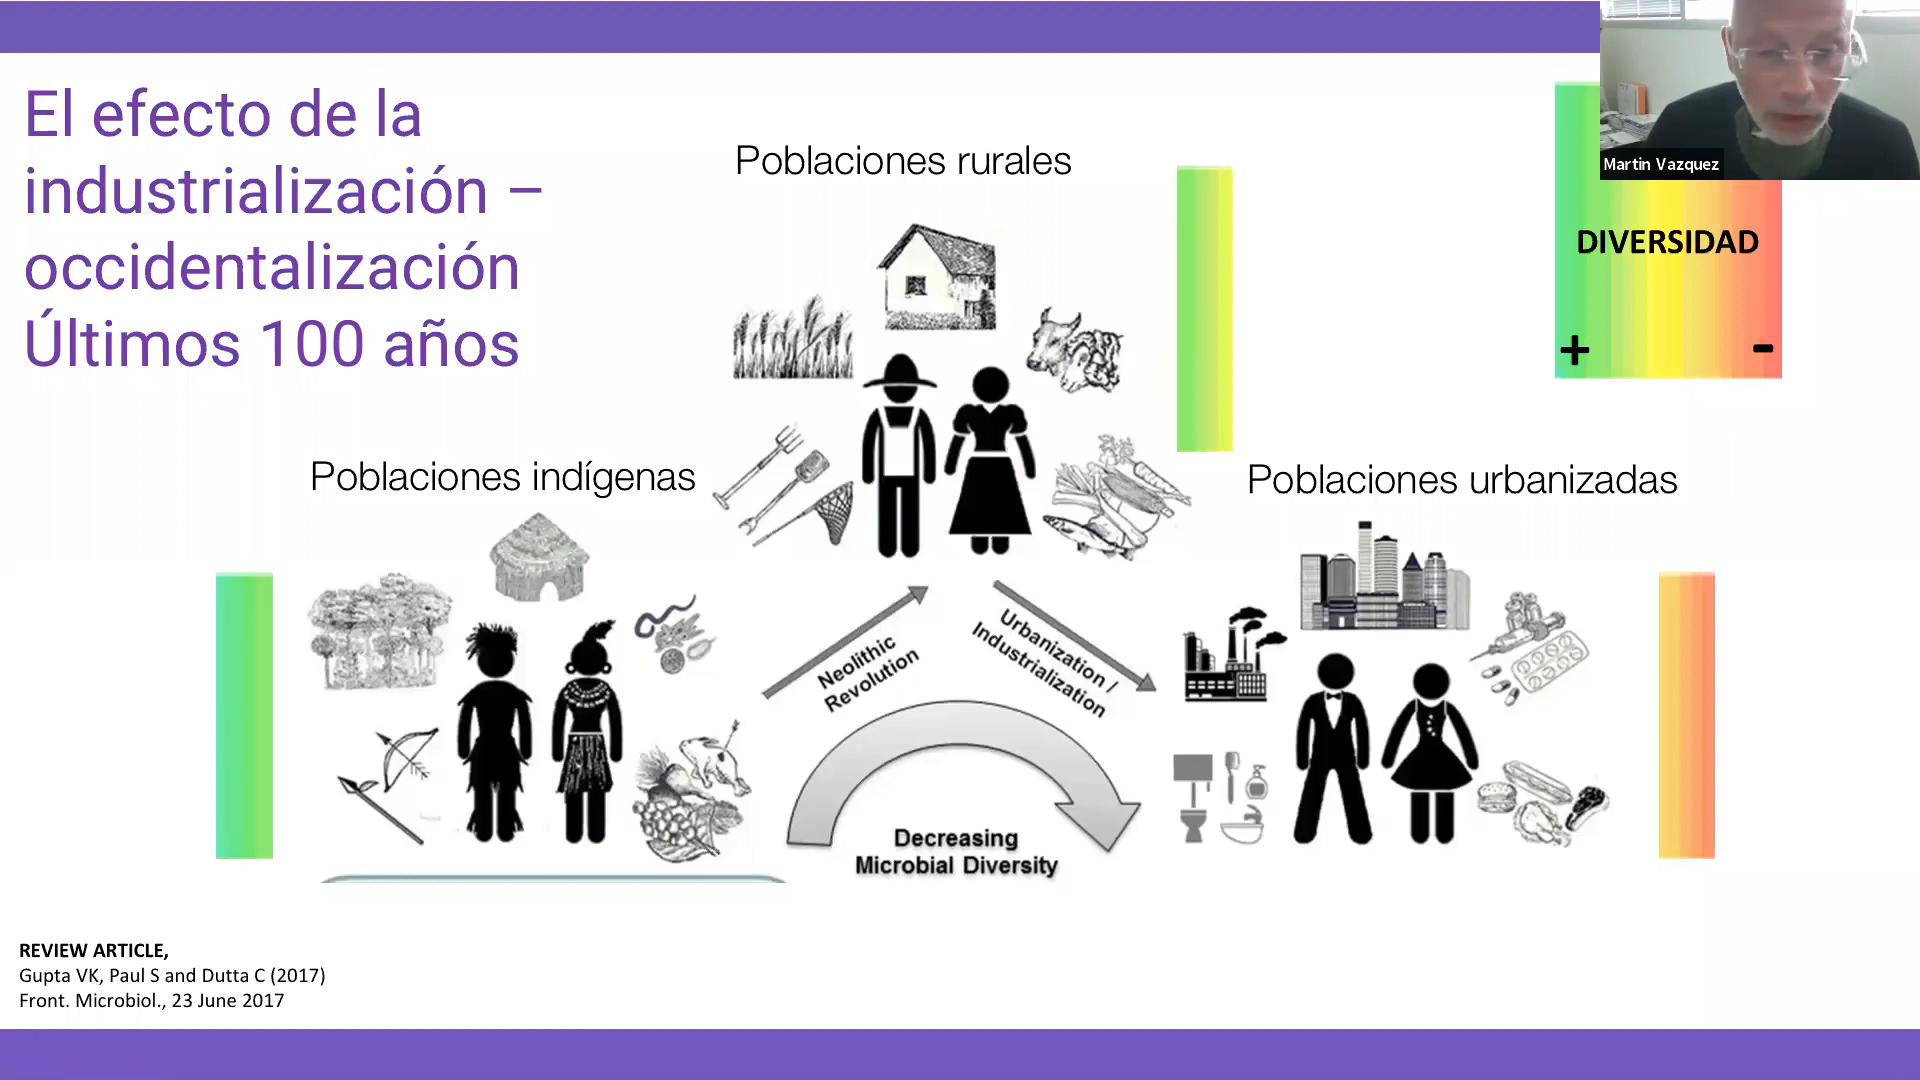 El efecto de la
industrialización –
occidentalización
Últimos 100 años
Poblaciones rurales
Martin Vazquez
DIVERSIDAD
+ -
Poblaciones indígenas
Poblaciones urbanizadas
Neolithic
Revolution
Urbanization /
Industrialization
Decreasing
Microbial Diversity
REVIEW ARTICLE,
Gupta VK, Paul S and Dutta C (2017)
Front. Microbiol., 23 June 2017